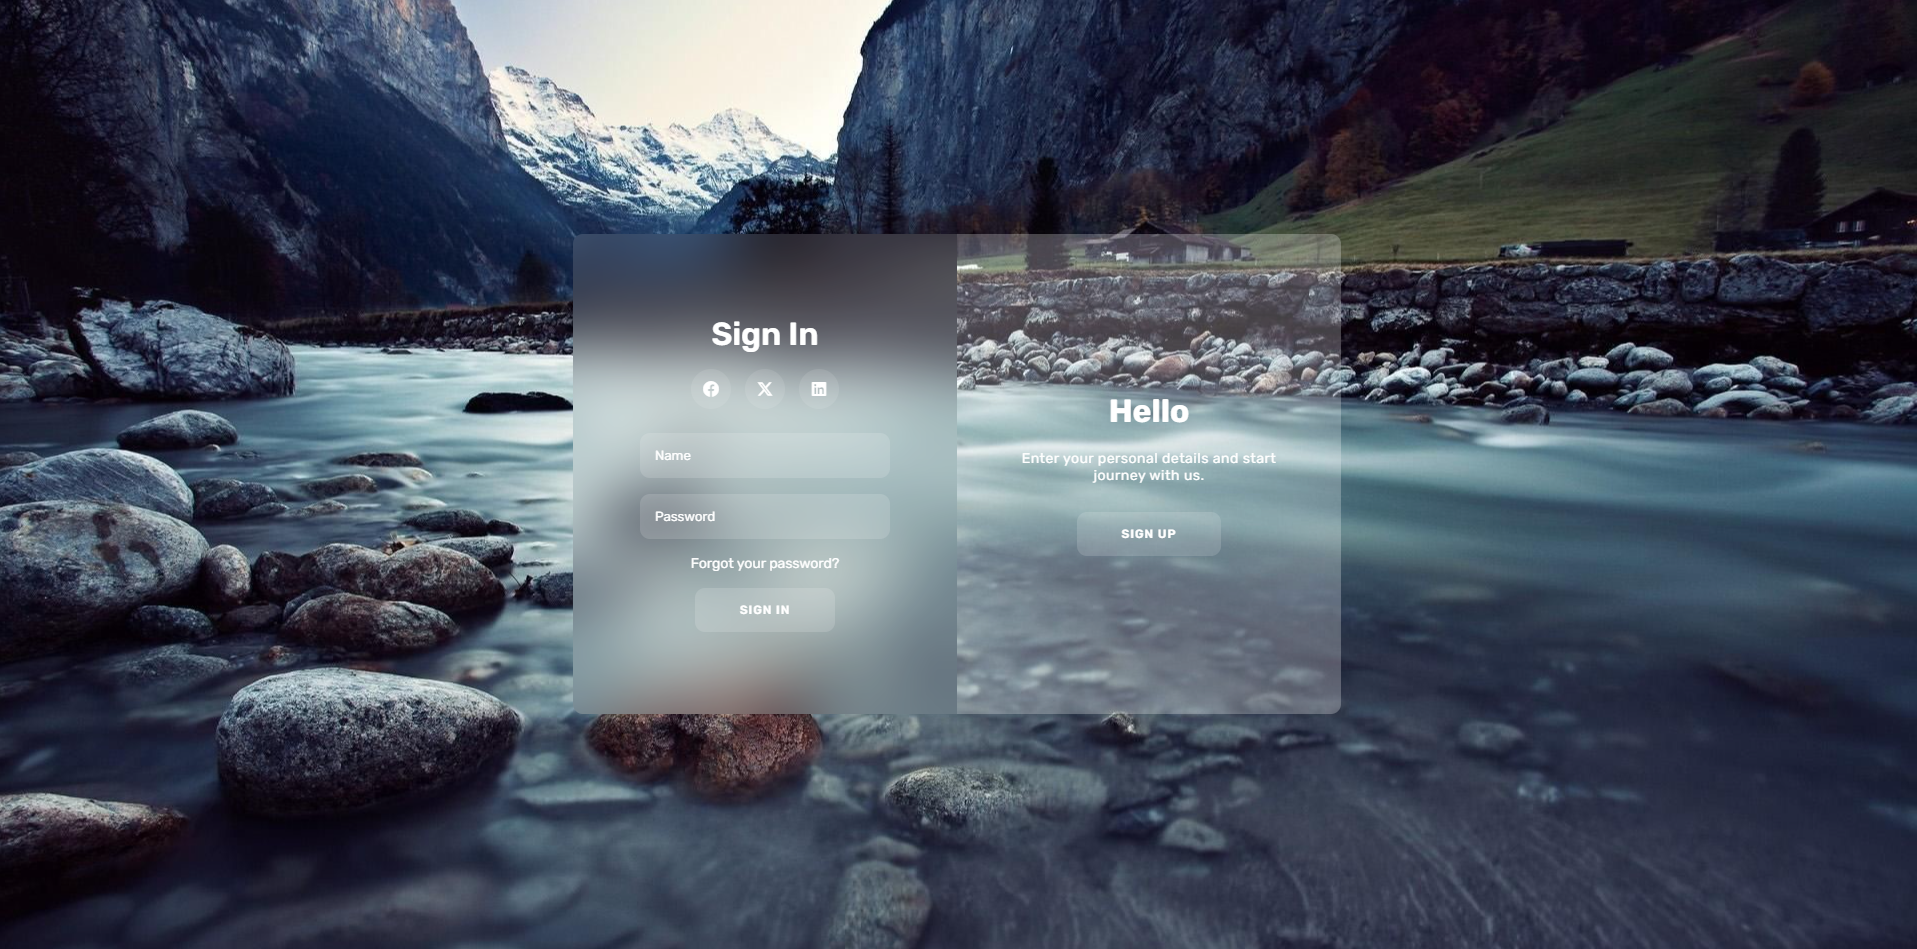 Sign In
Name
Password
Forgot your password?
SIGN IN
Hello
Enter your personal details and start
journey with us.
SIGN UP